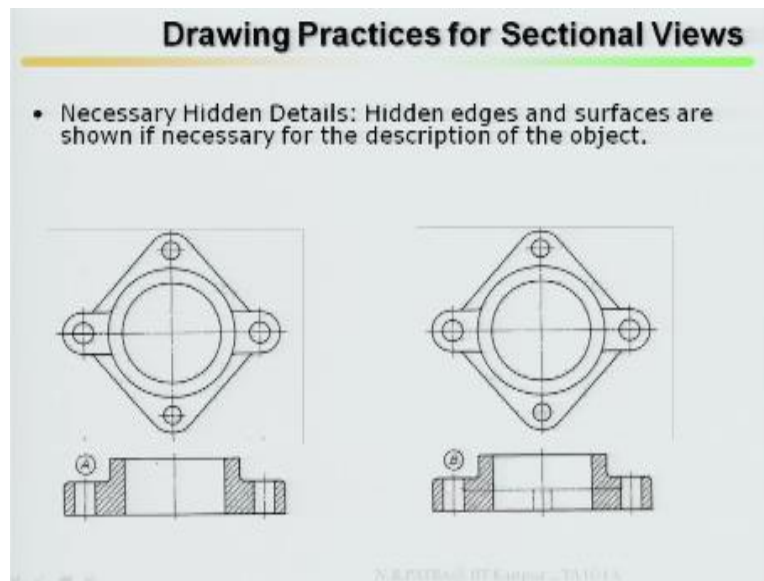 Drawing Practices for Sectional Views
• Necessary Hidden Details: Hidden edges and surfaces are
shown if necessary for the description of the object.
A
B